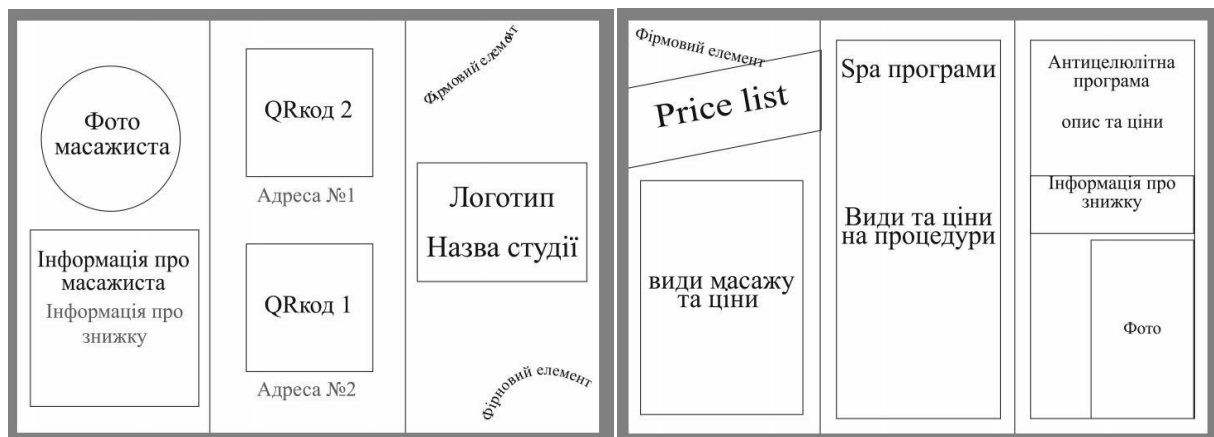 Фото
масажиста
Інформація про
масажиста
Інформація про
знижку
QRкод 2
Адреса №1
QRкод 1
Адреса №2
Фірмовий елемент
Логотип
Назва студії
Фірновий елемент
Фірмовий елемент
Price list
види масажу
та ціни
Spa програми
Види та ціни
на процедури
Антицелюлітна
програма
опис та ціни
Інформація про
знижку
Фото